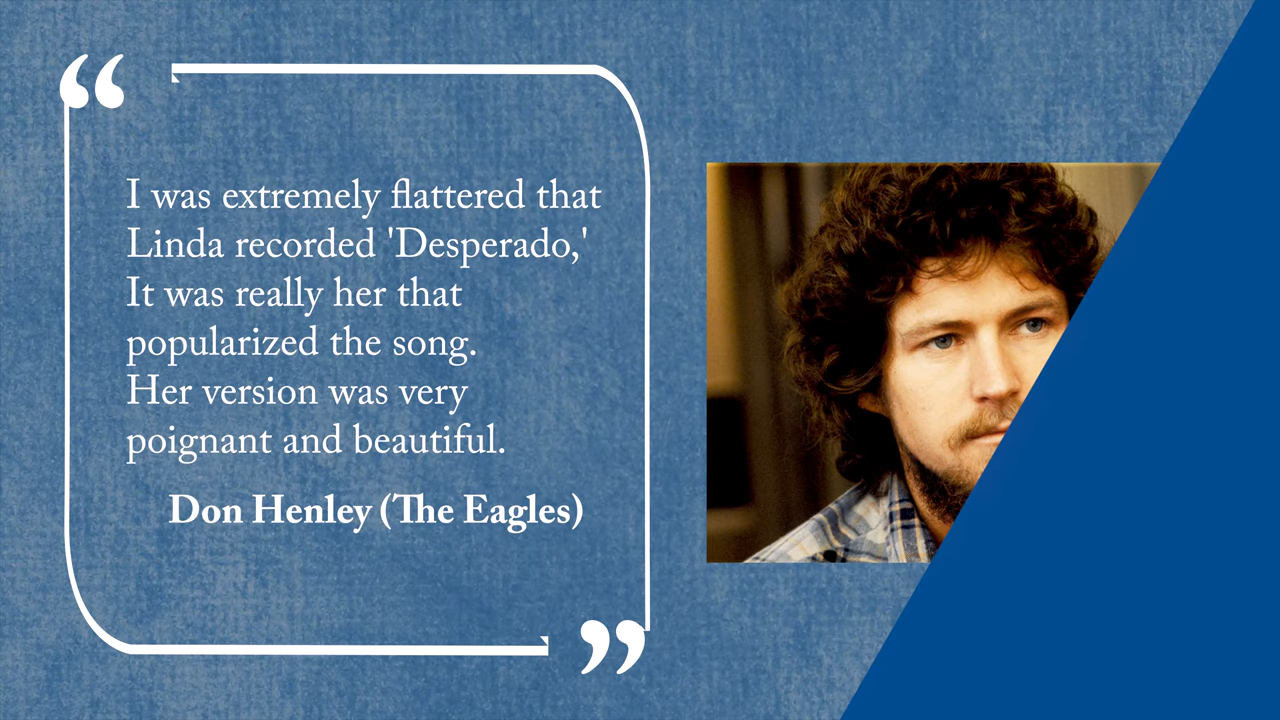 I was extremely flattered that
Linda recorded 'Desperado,'
It was really her that
popularized the song.
Her version was very
poignant and beautiful.
Don Henley (The Eagles)